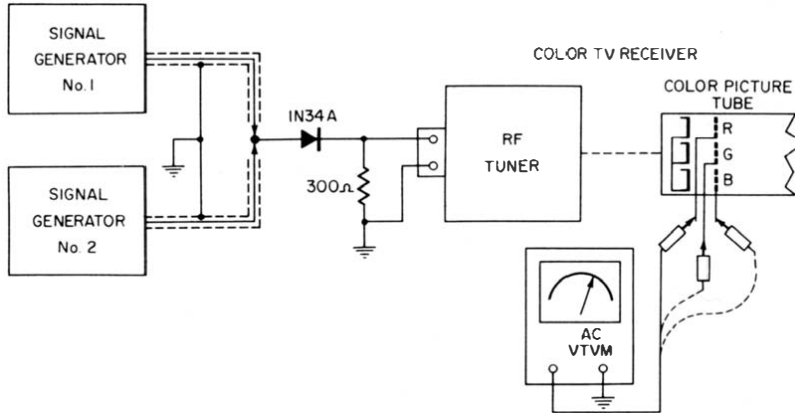 SIGNAL
GENERATOR
No. 1
SIGNAL
GENERATOR
No. 2
1N34A
300Ω
COLOR TV RECEIVER
RF
TUNER
COLOR PICTURE
TUBE
R
G
B
AC
VTVM